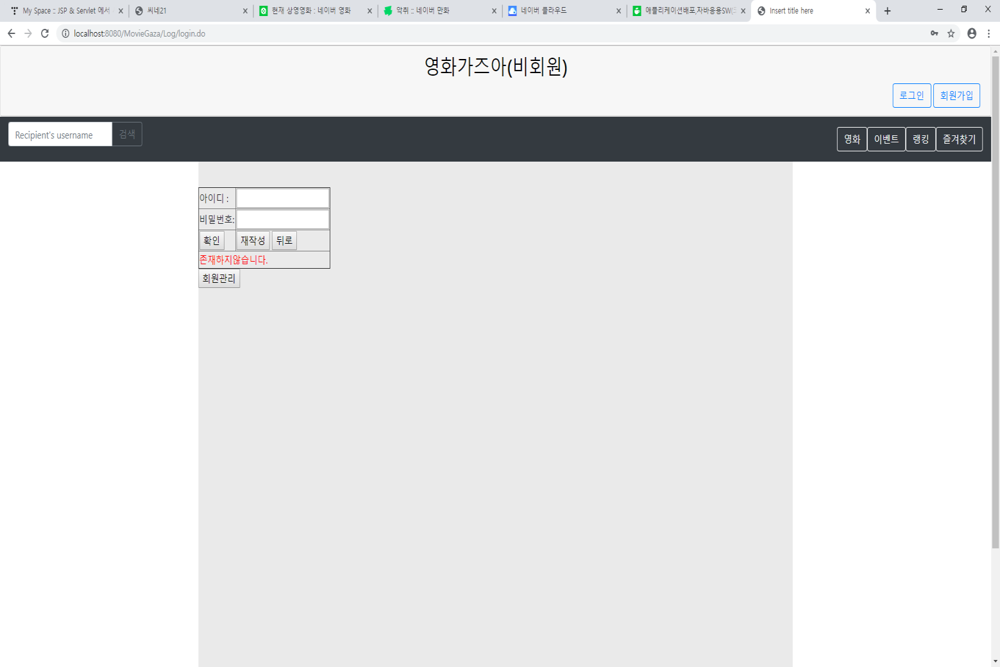 My Space :: JSP & Servlet 에서
씨네21
현재 상영영화 : 네이버 영화
악취 :: 네이버 만화
네이버 클라우드
애플리케이션배포,자바응용SW(
Insert title here
localhost:8080/MovieGaza/Log/login.do
영화가즈아(비회원)
로그인 회원가입
Recipient's username 검색
영화 이벤트 랭킹 즐겨찾기
아이디 :
비밀번호:
확인 재작성 뒤로
존재하지않습니다.
회원관리